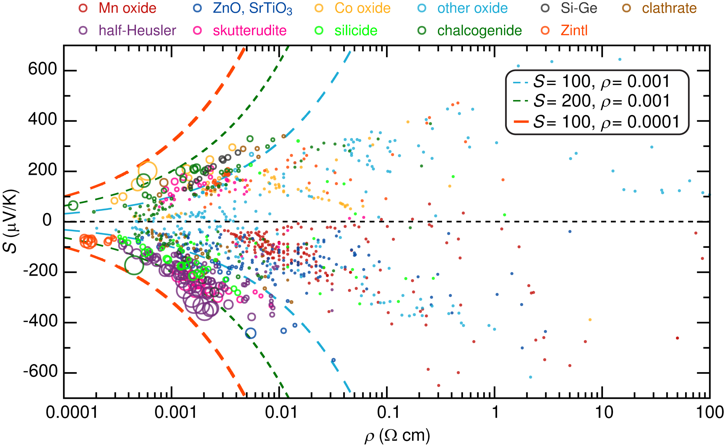 Mn oxide ZnO, SrTiO₃ Co oxide other oxide Si-Ge clathrate
half-Heusler skutterudite silicide chalcogenide Zintl
S = 100, ρ = 0.001
S = 200, ρ = 0.001
S = 100, ρ = 0.0001
S (μV/K)
600
400
200
0
-200
-400
-600
0.0001 0.001 0.01 0.1 1 10 100
ρ (Ω cm)